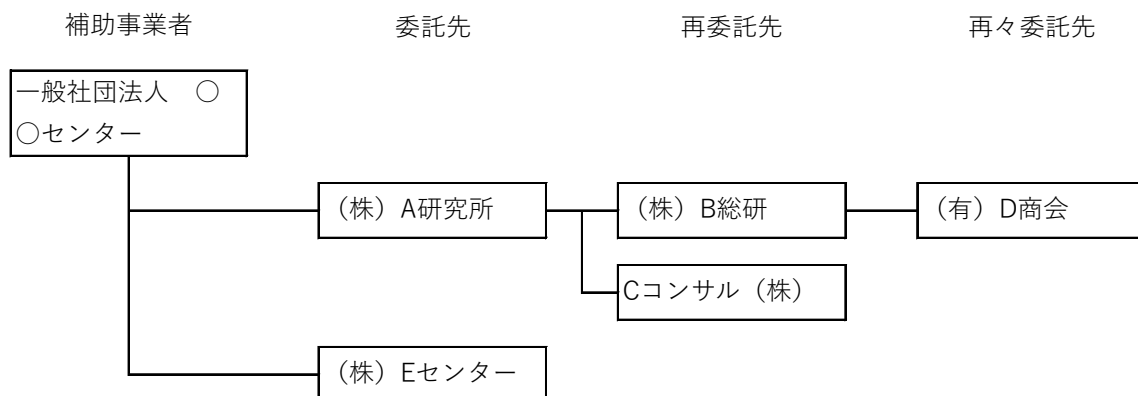 補助事業者 委託先 再委託先 再々委託先
一般社団法人　○
○センター
（株）A研究所 （株）B総研 （有）D商会
Cコンサル（株）
（株）Eセンター